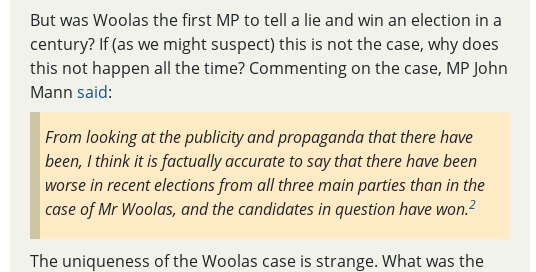 But was Woolas the first MP to tell a lie and win an election in a
century? If (as we might suspect) this is not the case, why does
this not happen all the time? Commenting on the case, MP John
Mann said:
From looking at the publicity and propaganda that there have
been, I think it is factually accurate to say that there have been
worse in recent elections from all three main parties than in the
case of Mr Woolas, and the candidates in question have won.2
The uniqueness of the Woolas case is strange. What was the